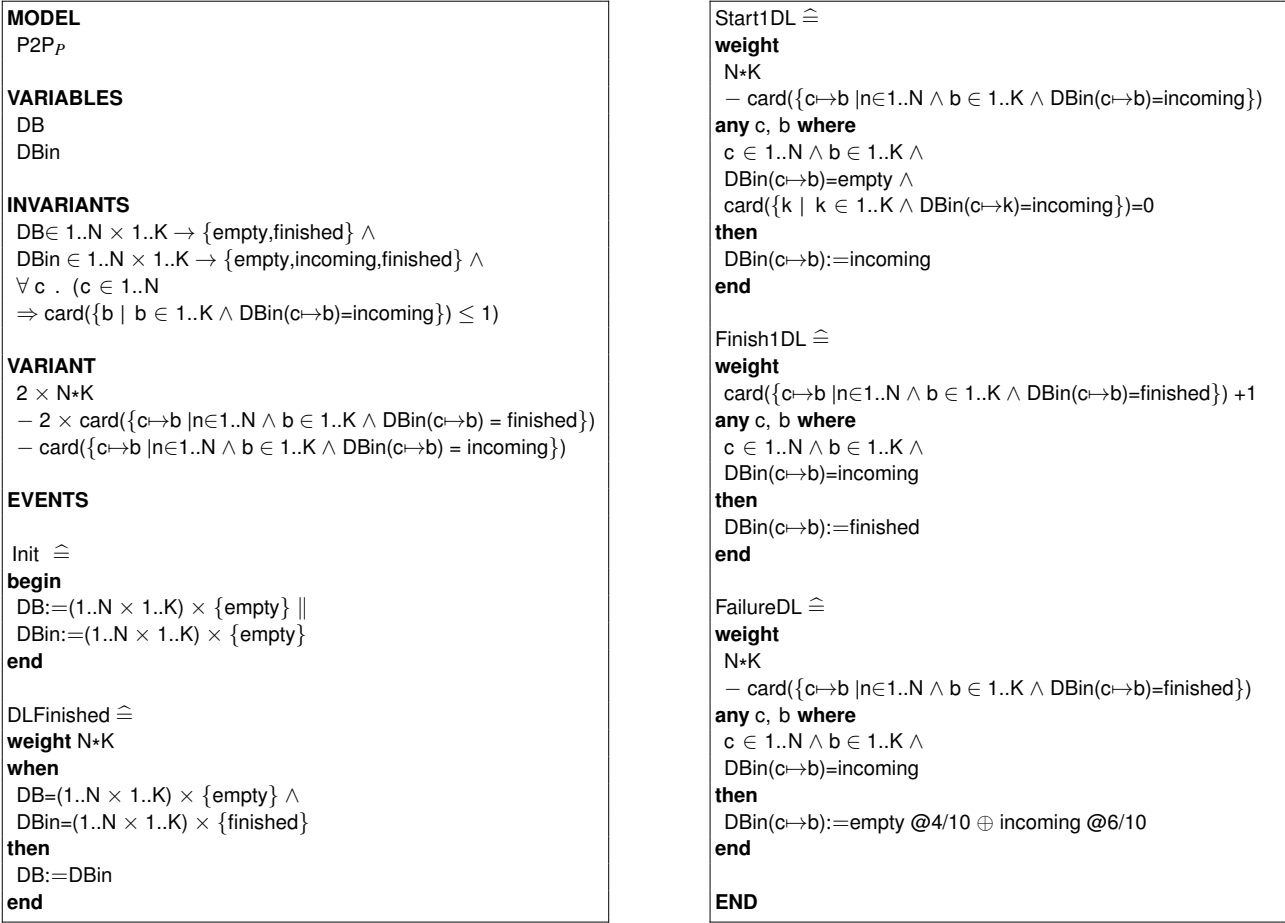 MODEL
P2P_P
VARIABLES
DB
DBin
INVARIANTS
DB∈ 1..N × 1..K → {empty,finished} ∧
DBin ∈ 1..N × 1..K → {empty,incoming,finished} ∧
∀ c . (c ∈ 1..N
⇒ card({b | b ∈ 1..K ∧ DBin(c↦b)=incoming}) ≤ 1)
VARIANT
2 × N*K
− 2 × card({c↦b |n∈1..N ∧ b ∈ 1..K ∧ DBin(c↦b) = finished})
− card({c↦b |n∈1..N ∧ b ∈ 1..K ∧ DBin(c↦b) = incoming})
EVENTS
Init ≙
begin
DB:=(1..N × 1..K) × {empty} ∥
DBin:=(1..N × 1..K) × {empty}
end
DLFinished ≙
weight N*K
when
DB=(1..N × 1..K) × {empty} ∧
DBin=(1..N × 1..K) × {finished}
then
DB:=DBin
end
Start1DL ≙
weight
N*K
− card({c↦b |n∈1..N ∧ b ∈ 1..K ∧ DBin(c↦b)=incoming})
any c, b where
c ∈ 1..N ∧ b ∈ 1..K ∧
DBin(c↦b)=empty ∧
card({k | k ∈ 1..K ∧ DBin(c↦k)=incoming})=0
then
DBin(c↦b):=incoming
end
Finish1DL ≙
weight
card({c↦b |n∈1..N ∧ b ∈ 1..K ∧ DBin(c↦b)=finished}) +1
any c, b where
c ∈ 1..N ∧ b ∈ 1..K ∧
DBin(c↦b)=incoming
then
DBin(c↦b):=finished
end
FailureDL ≙
weight
N*K
− card({c↦b |n∈1..N ∧ b ∈ 1..K ∧ DBin(c↦b)=finished})
any c, b where
c ∈ 1..N ∧ b ∈ 1..K ∧
DBin(c↦b)=incoming
then
DBin(c↦b):=empty @4/10 ⊕ incoming @6/10
end
END